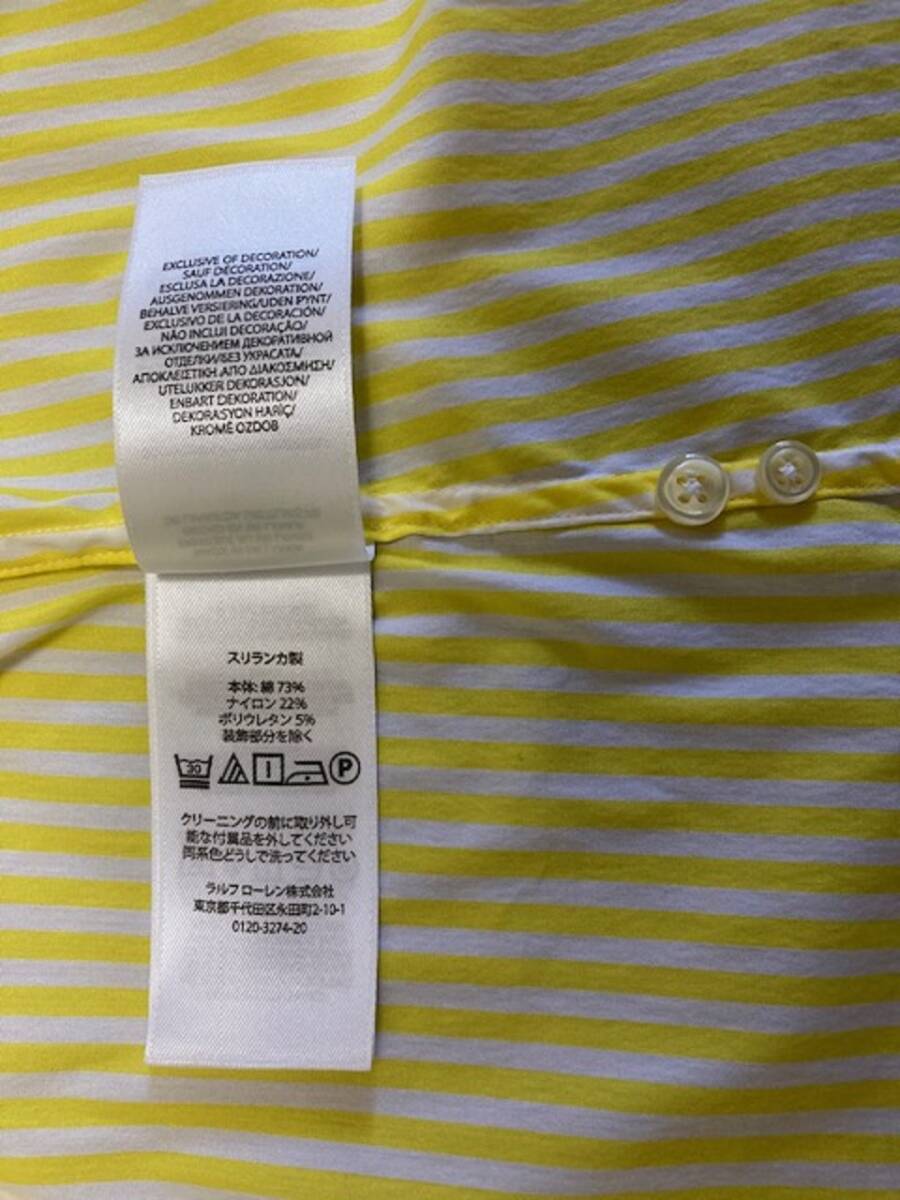 EXCLUSIVE OF DECORATION/
SAUF DÉCORATION/
ESCLUSA LA DECORAZIONE/
AUSGENOMMEN DEKORATION/
BEHALVE VERSIERING/UDEN PYNT/
EXCLUSIVO DE LA DECORACIÓN/
NÃO INCLUI DECORAÇÃO/
ЗА ИСКЛЮЧЕНИЕМ ДЕКОРАТИВНОЙ
ОТДЕЛКИ/БЕЗ УКРАСАТА/
ΑΠΟΚΛΕΙΣΤΙΚΗ ΑΠΟ ΔΙΑΚΟΣΜΙΣΗ/
UTELUKKER DEKORASJON/
ENBART DEKORATION/
DEKORASYON HARİÇ/
KROMĚ OZDOB
スリランカ製
本体: 綿 73%
ナイロン 22%
ポリウレタン 5%
装飾部分を除く
30 P
クリーニングの前に取り外し可
能な付属品を外してください
同系色どうしで洗ってください
ラルフ ローレン株式会社
東京都千代田区永田町2-10-1
0120-3274-20